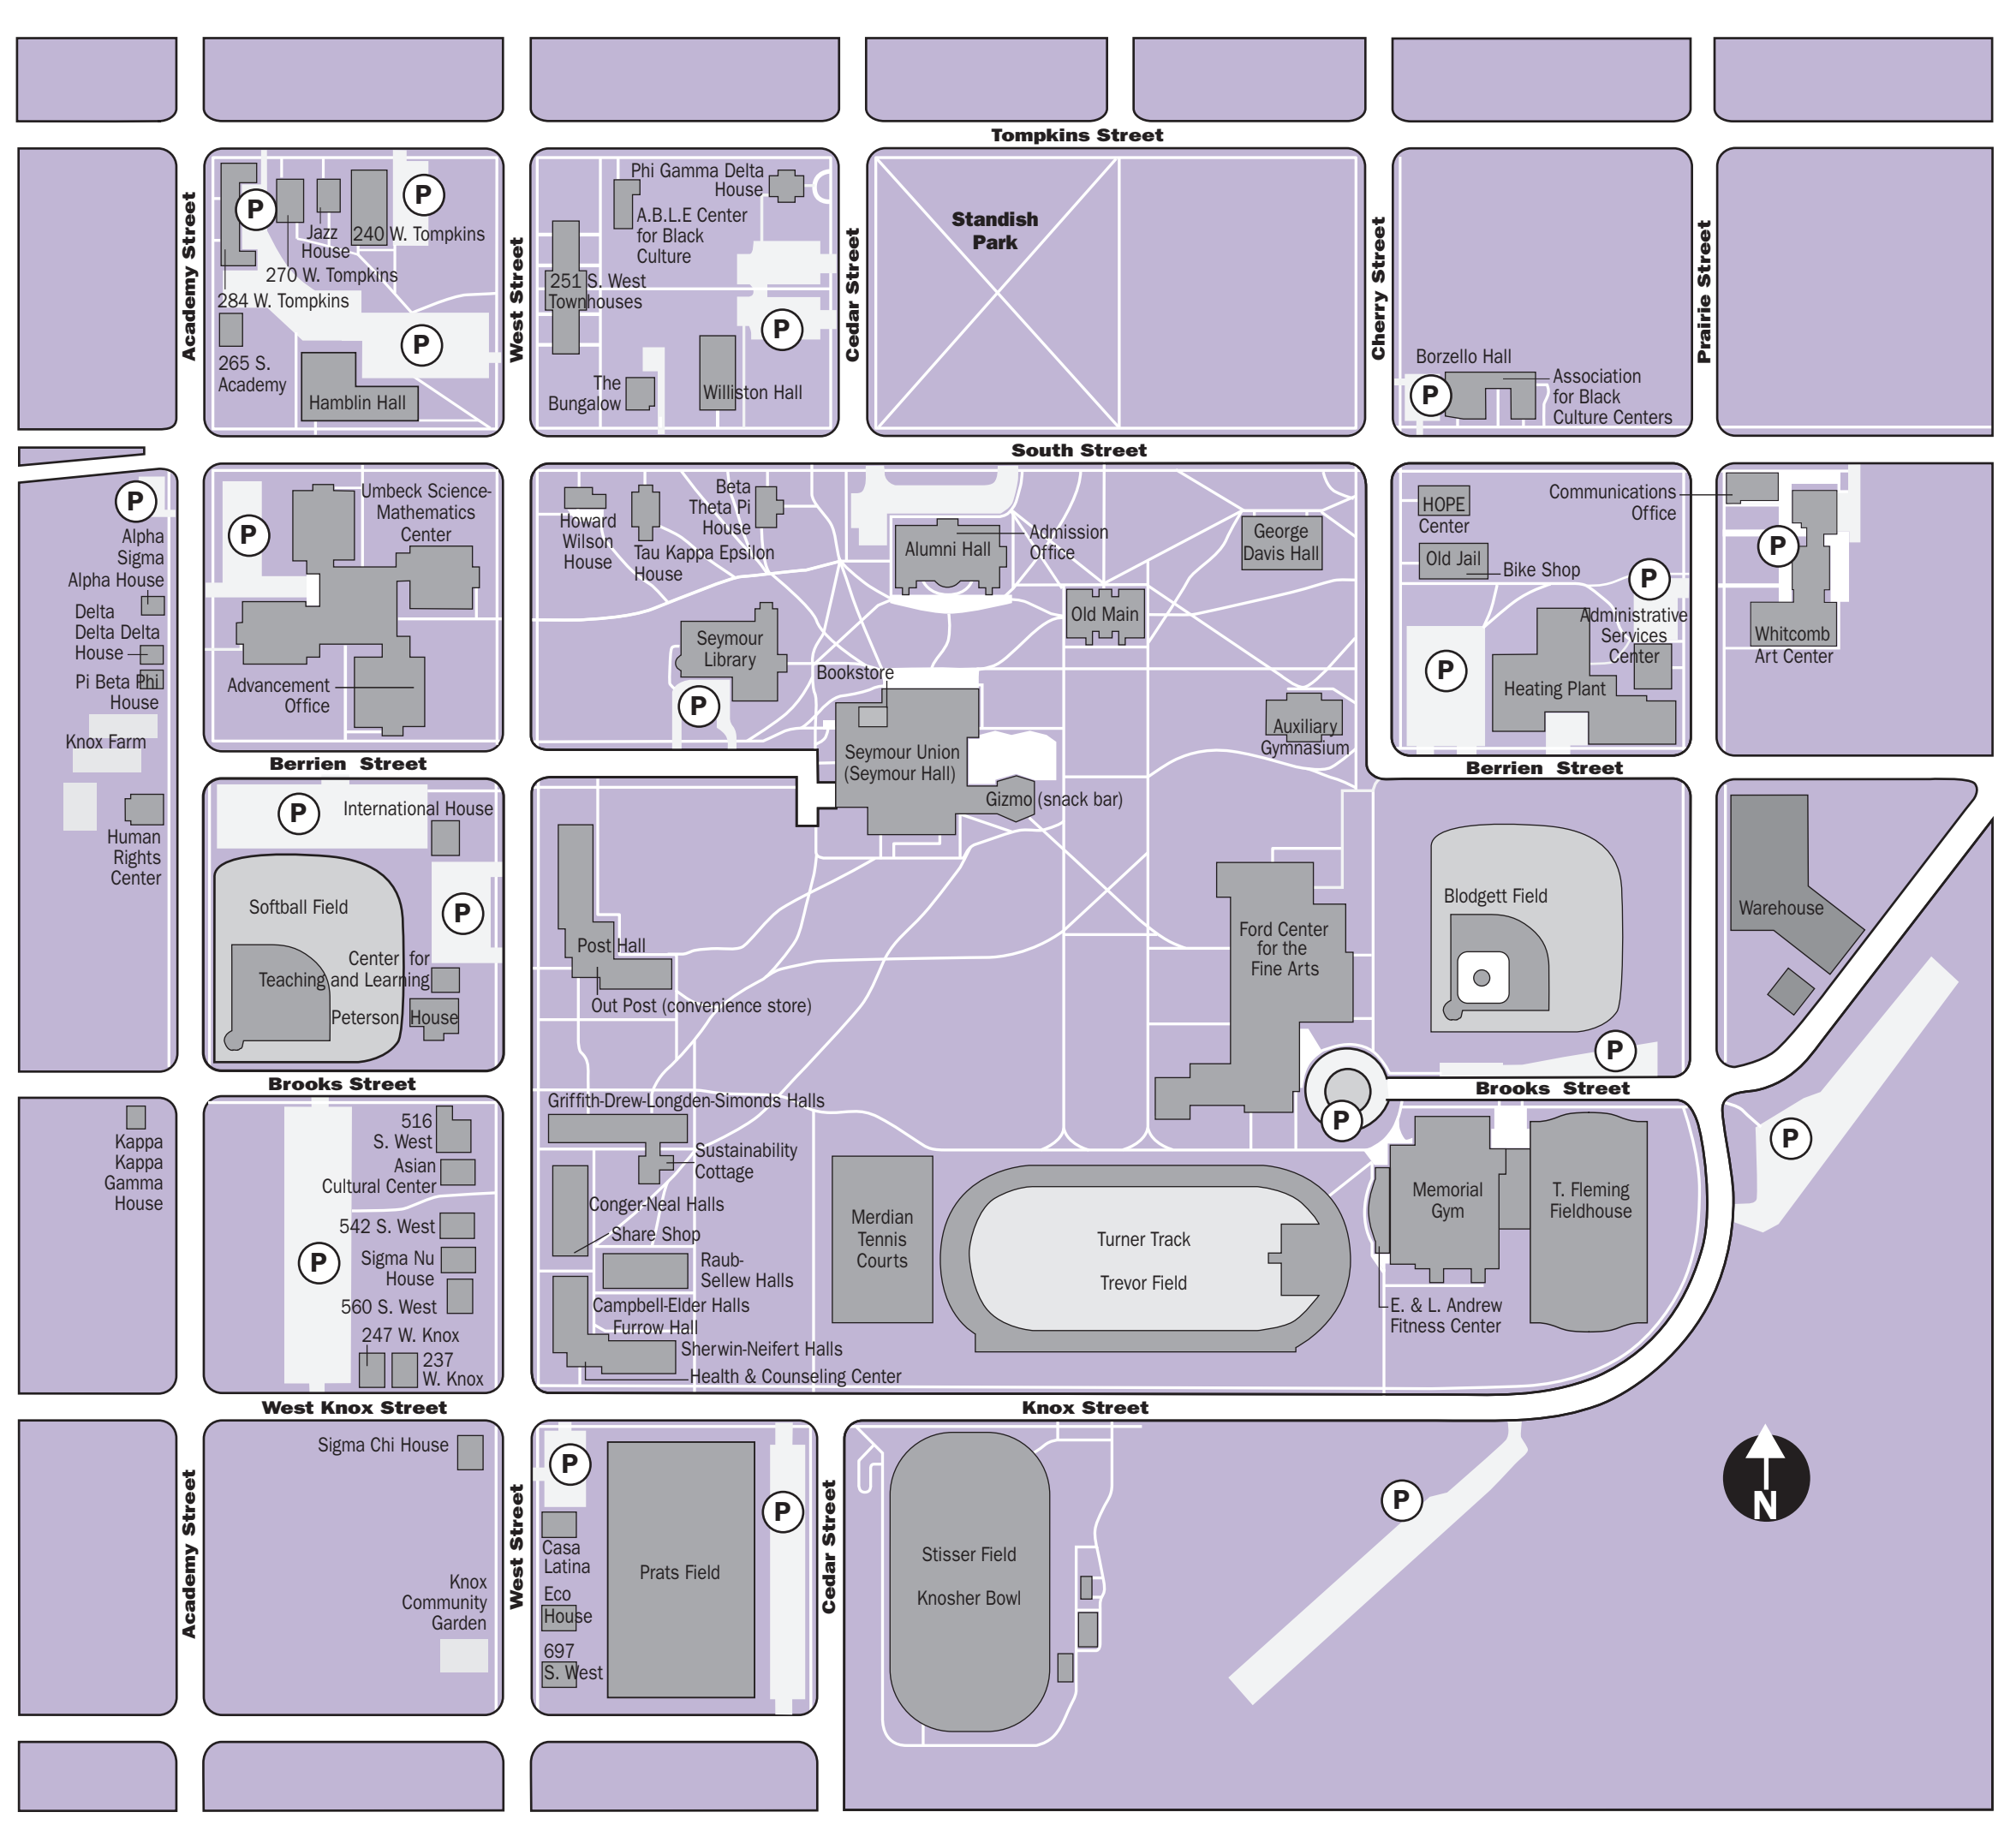 Tompkins Street
Academy Street
West Street
Cedar Street
Cherry Street
Prairie Street
P
P
Jazz
House
240 W. Tompkins
270 W. Tompkins
284 W. Tompkins
P
265 S.
Academy
Hamblin Hall
Phi Gamma Delta
House
A.B.L.E Center
for Black
Culture
251 S. West
Townhouses
P
The
Bungalow
Williston Hall
Standish
Park
Borzello Hall
P
Association
for Black
Culture Centers
South Street
P
Alpha
Sigma
Alpha House
Delta
Delta Delta
House
Pi Beta Phi
House
Knox Farm
Human
Rights
Center
P
Umbeck Science-
Mathematics
Center
Advancement
Office
Howard
Wilson
House
Tau Kappa Epsilon
House
Beta
Theta Pi
House
Alumni Hall
Admission
Office
George
Davis Hall
Old Main
Seymour
Library
P
Bookstore
Seymour Union
(Seymour Hall)
Gizmo (snack bar)
Auxiliary
Gymnasium
HOPE
Center
Old Jail
Bike Shop
P
Administrative
Services
Center
P
Heating Plant
Communications
Office
P
Whitcomb
Art Center
Berrien Street
Berrien Street
P
International House
Softball Field
P
Center for
Teaching and Learning
Peterson House
Post Hall
Out Post (convenience store)
Ford Center
for the
Fine Arts
Blodgett Field
P
Warehouse
Brooks Street
Brooks Street
P
P
Kappa
Kappa
Gamma
House
516
S. West
Asian
Cultural Center
542 S. West
P
Sigma Nu
House
560 S. West
247 W. Knox
237
W. Knox
Griffith-Drew-Longden-Simonds Halls
Sustainability
Cottage
Conger-Neal Halls
Share Shop
Raub-
Sellew Halls
Campbell-Elder Halls
Furrow Hall
Sherwin-Neifert Halls
Health & Counseling Center
Merdian
Tennis
Courts
Turner Track
Trevor Field
Memorial
Gym
T. Fleming
Fieldhouse
E. & L. Andrew
Fitness Center
West Knox Street
Knox Street
Academy Street
West Street
Cedar Street
Sigma Chi House
Knox
Community
Garden
P
Casa
Latina
Eco
House
697
S. West
Prats Field
P
Stisser Field
Knosher Bowl
P
N